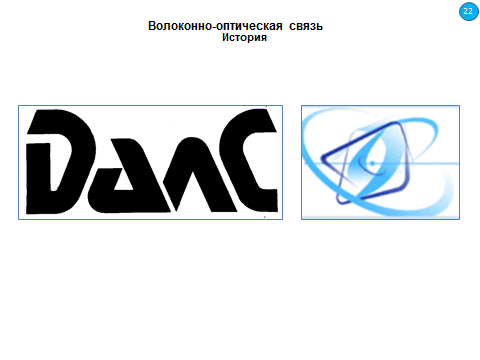 22
Волоконно-оптическая связь
История
ДалС